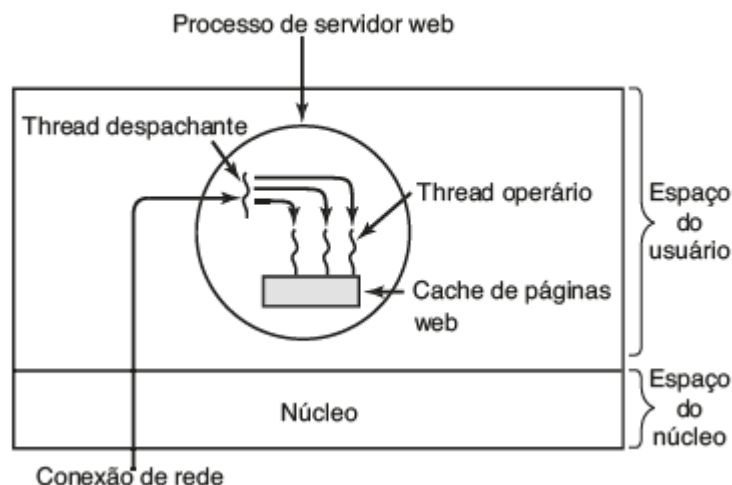 Processo de servidor web
Thread despachante
Thread operário
Espaço
do
usuário
Cache de páginas
web
Núcleo
Espaço
do
núcleo
Conexão de rede